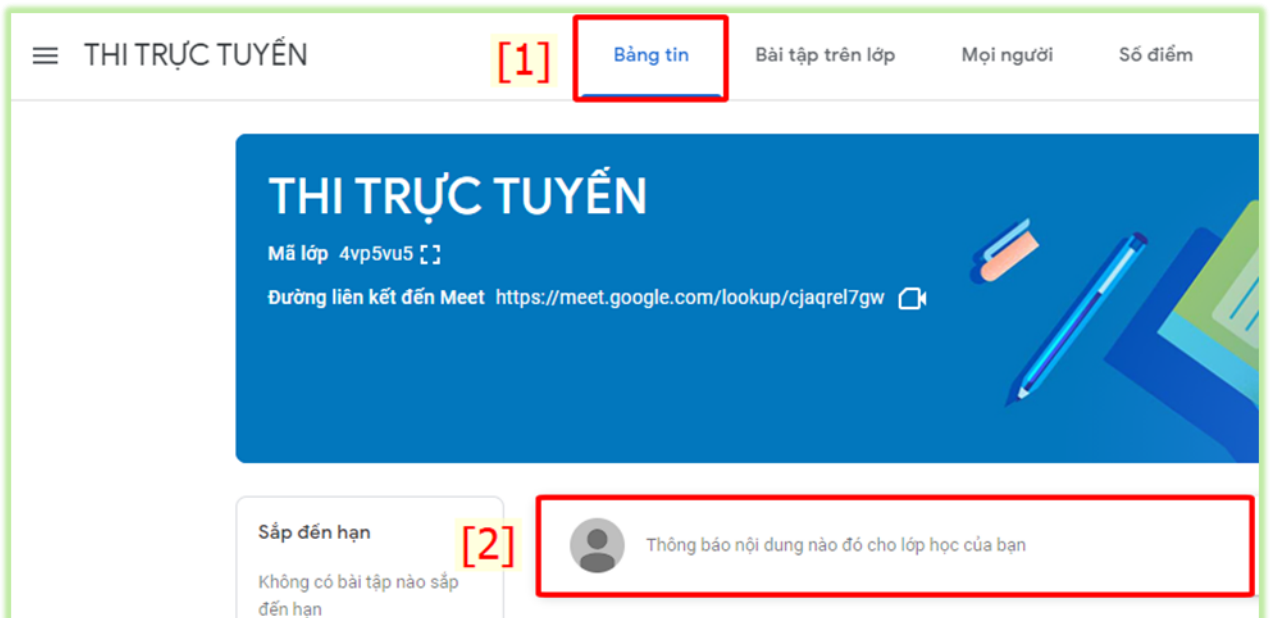 THI TRỰC TUYẾN
[1]
Bảng tin
Bài tập trên lớp
Mọi người
Số điểm
THI TRỰC TUYẾN
Mã lớp 4vp5vu5
Đường liên kết đến Meet https://meet.google.com/lookup/cjaqrel7gw
Sắp đến hạn
Không có bài tập nào sắp
đến hạn
[2]
Thông báo nội dung nào đó cho lớp học của bạn